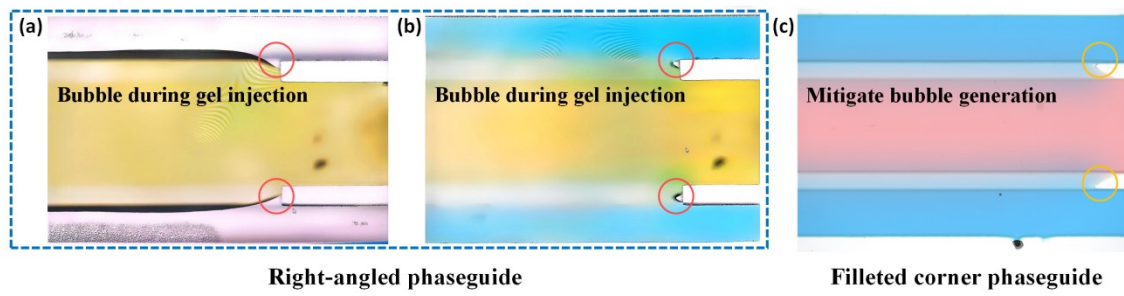 (a)
Bubble during gel injection
(b)
Bubble during gel injection
(c)
Mitigate bubble generation
Right-angled phaseguide
Filleted corner phaseguide